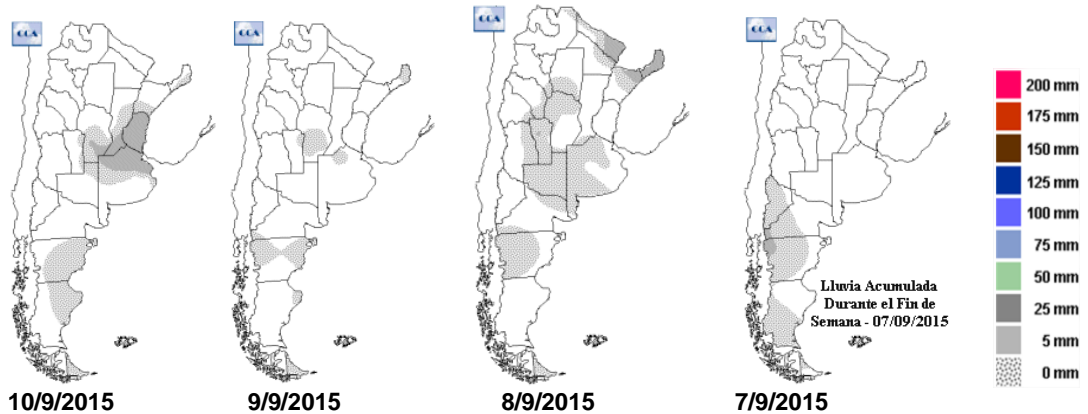 CCA
CCA
CCA
CCA
200 mm
175 mm
150 mm
125 mm
100 mm
75 mm
50 mm
25 mm
5 mm
0 mm
Lluvia Acumulada
Durante el Fin de
Semana - 07/09/2015
10/9/2015
9/9/2015
8/9/2015
7/9/2015